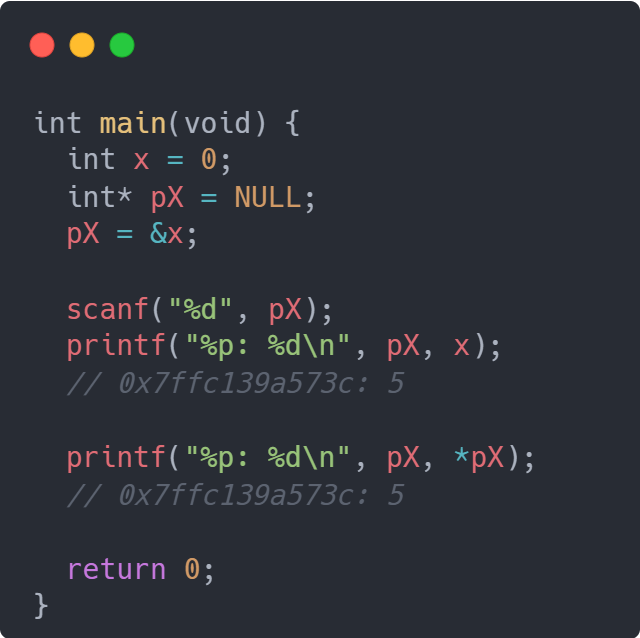 int main(void) {
  int x = 0;
  int* pX = NULL;
  pX = &x;

  scanf("%d", pX);
  printf("%p: %d\n", pX, x);
  // 0x7ffc139a573c: 5

  printf("%p: %d\n", pX, *pX);
  // 0x7ffc139a573c: 5

  return 0;
}